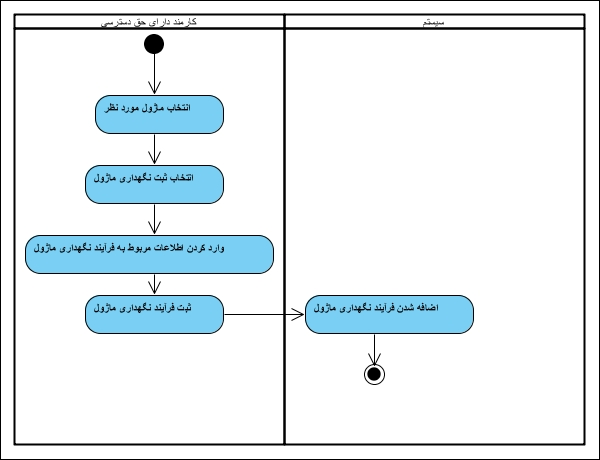 کارمند دارای حق دسترسی
سیستم
انتخاب ماژول مورد نظر
انتخاب ثبت نگهداری ماژول
وارد کردن اطلاعات مربوط به فرآیند نگهداری ماژول
ثبت فرآیند نگهداری ماژول
اضافه شدن فرآیند نگهداری ماژول